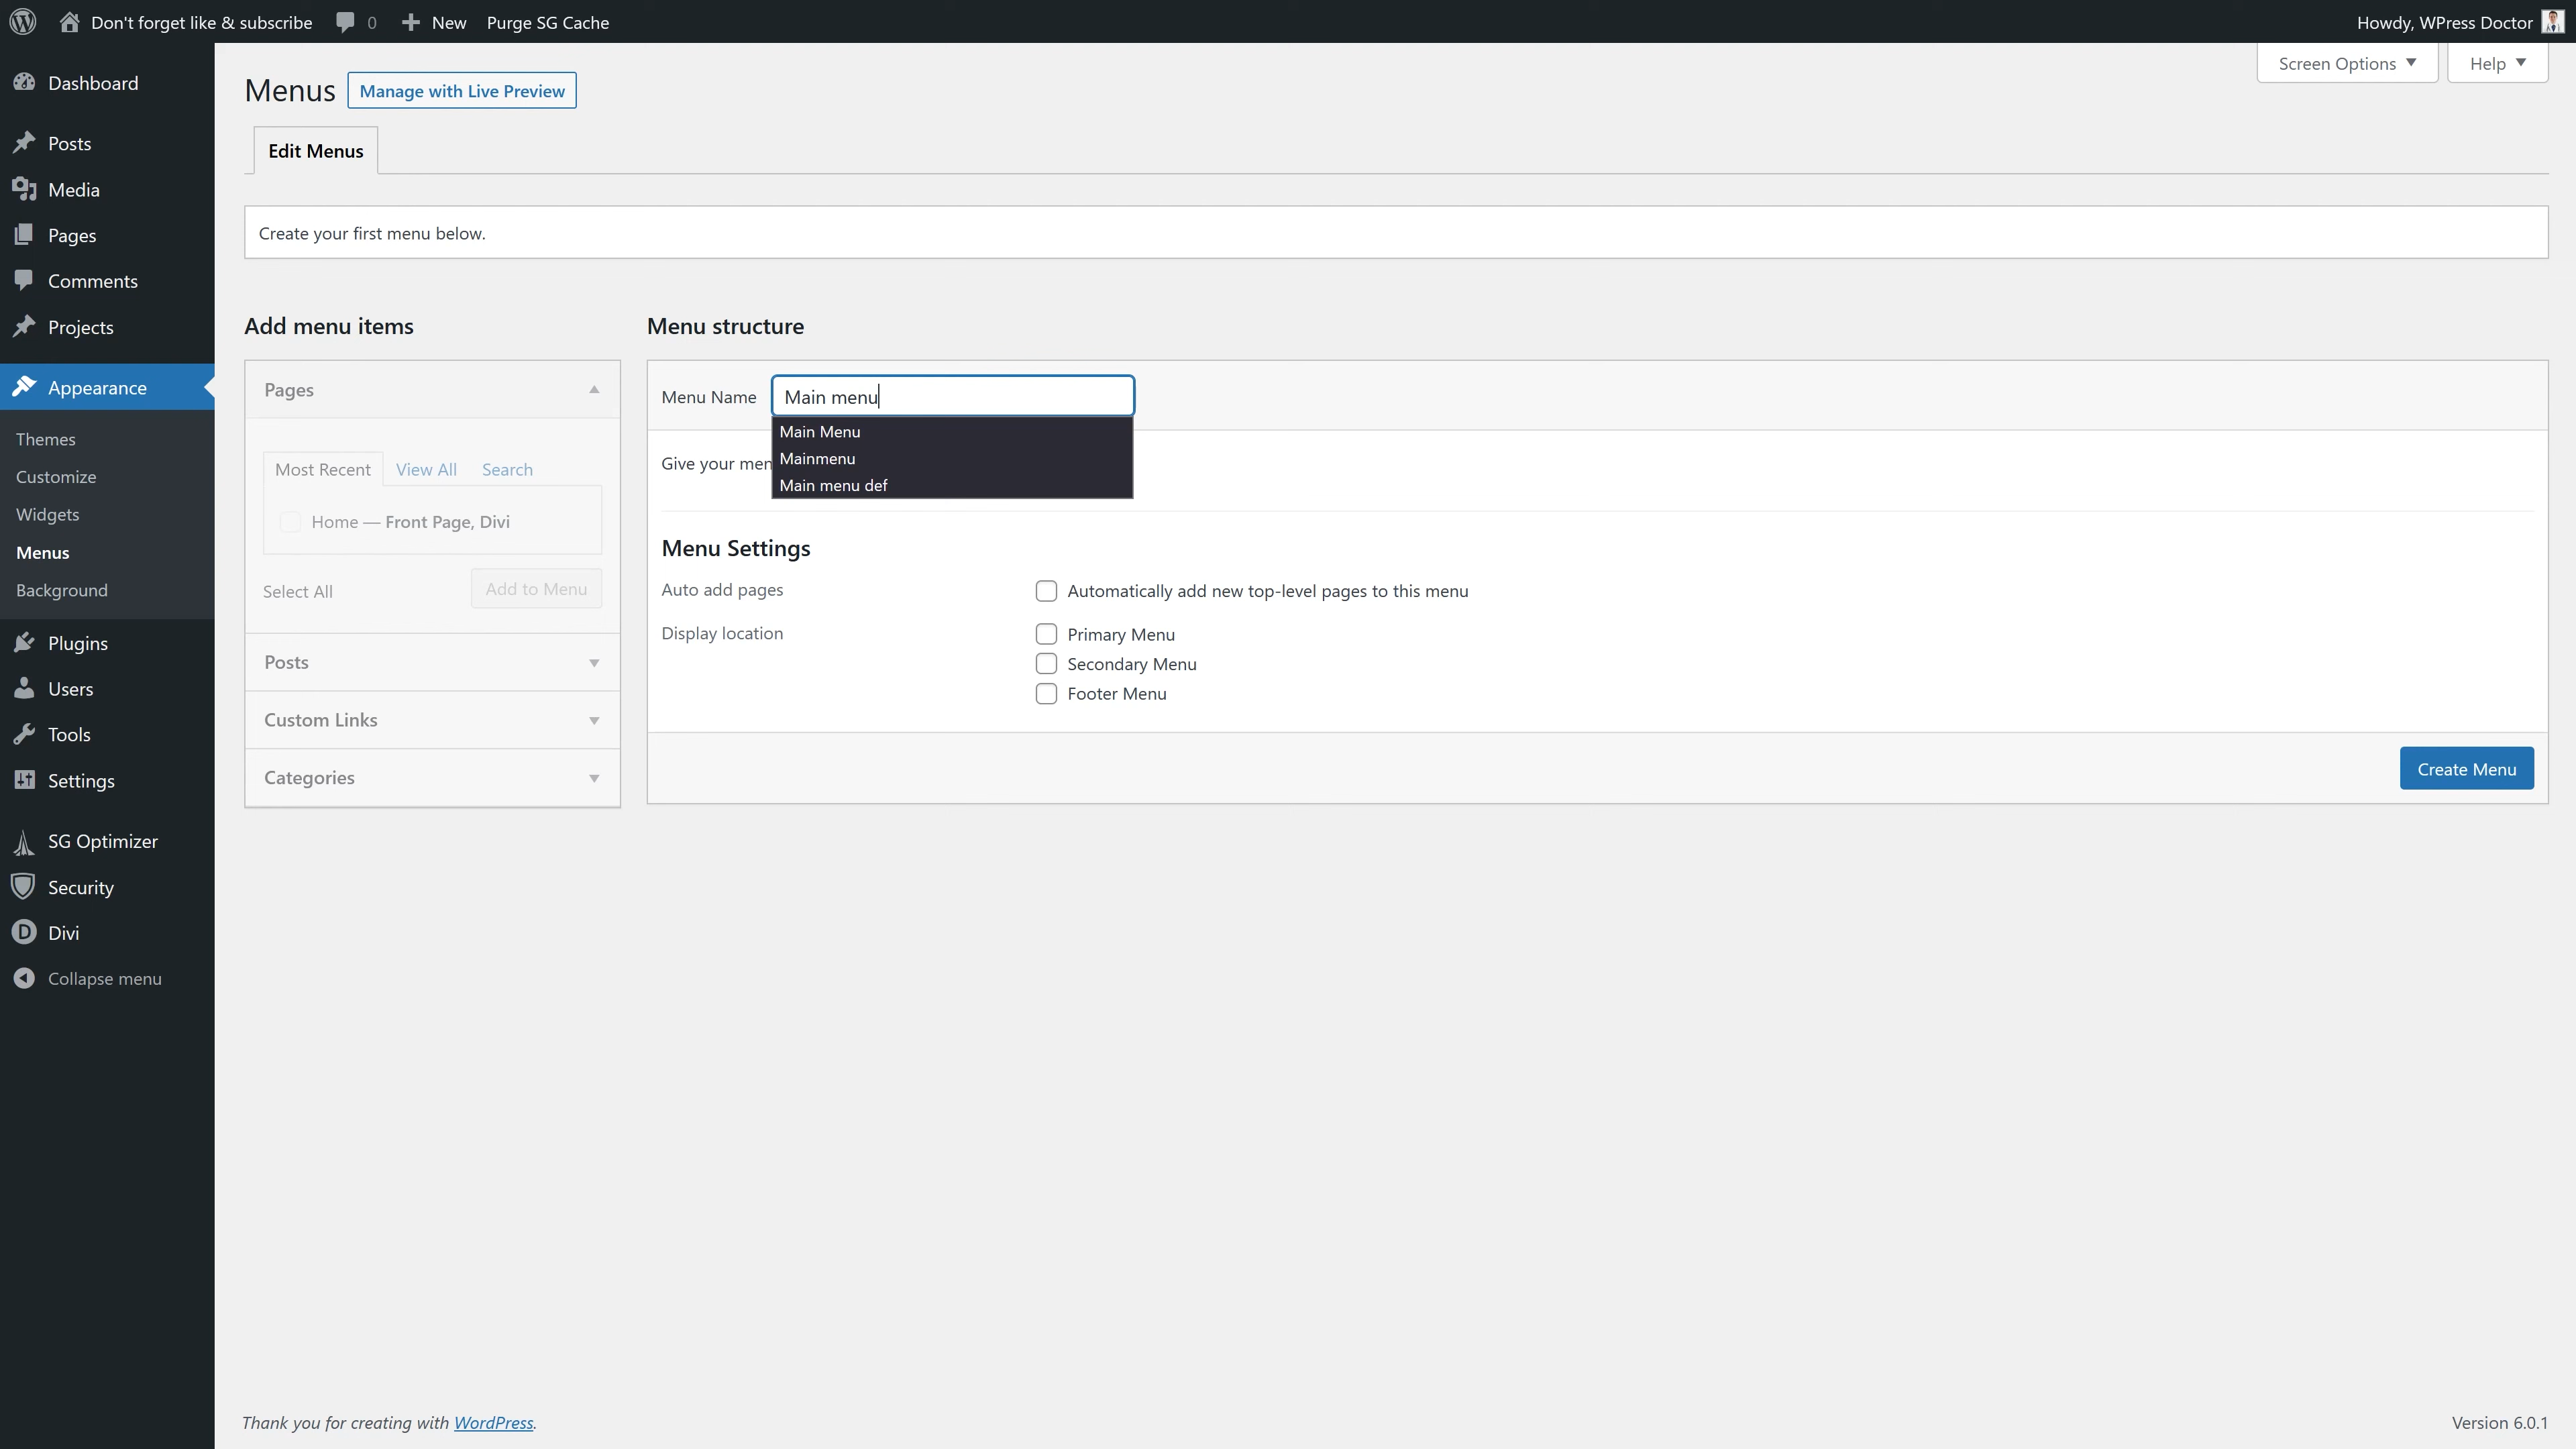 Don't forget like & subscribe 0 New Purge SG Cache Howdy, WPress Doctor
Screen Options Help
Menus Manage with Live Preview
Edit Menus
Create your first menu below.
Dashboard
Posts
Media
Pages
Comments
Projects
Appearance
Themes
Customize
Widgets
Menus
Background
Plugins
Users
Tools
Settings
SG Optimizer
Security
D Divi
Collapse menu
Add menu items
Pages
Most Recent View All Search
Home — Front Page, Divi
Select All Add to Menu
Posts
Custom Links
Categories
Menu structure
Menu Name Main menu
Main Menu
Mainmenu
Main menu def
Give your men
Menu Settings
Auto add pages Automatically add new top-level pages to this menu
Display location Primary Menu
Secondary Menu
Footer Menu
Create Menu
Thank you for creating with WordPress. Version 6.0.1